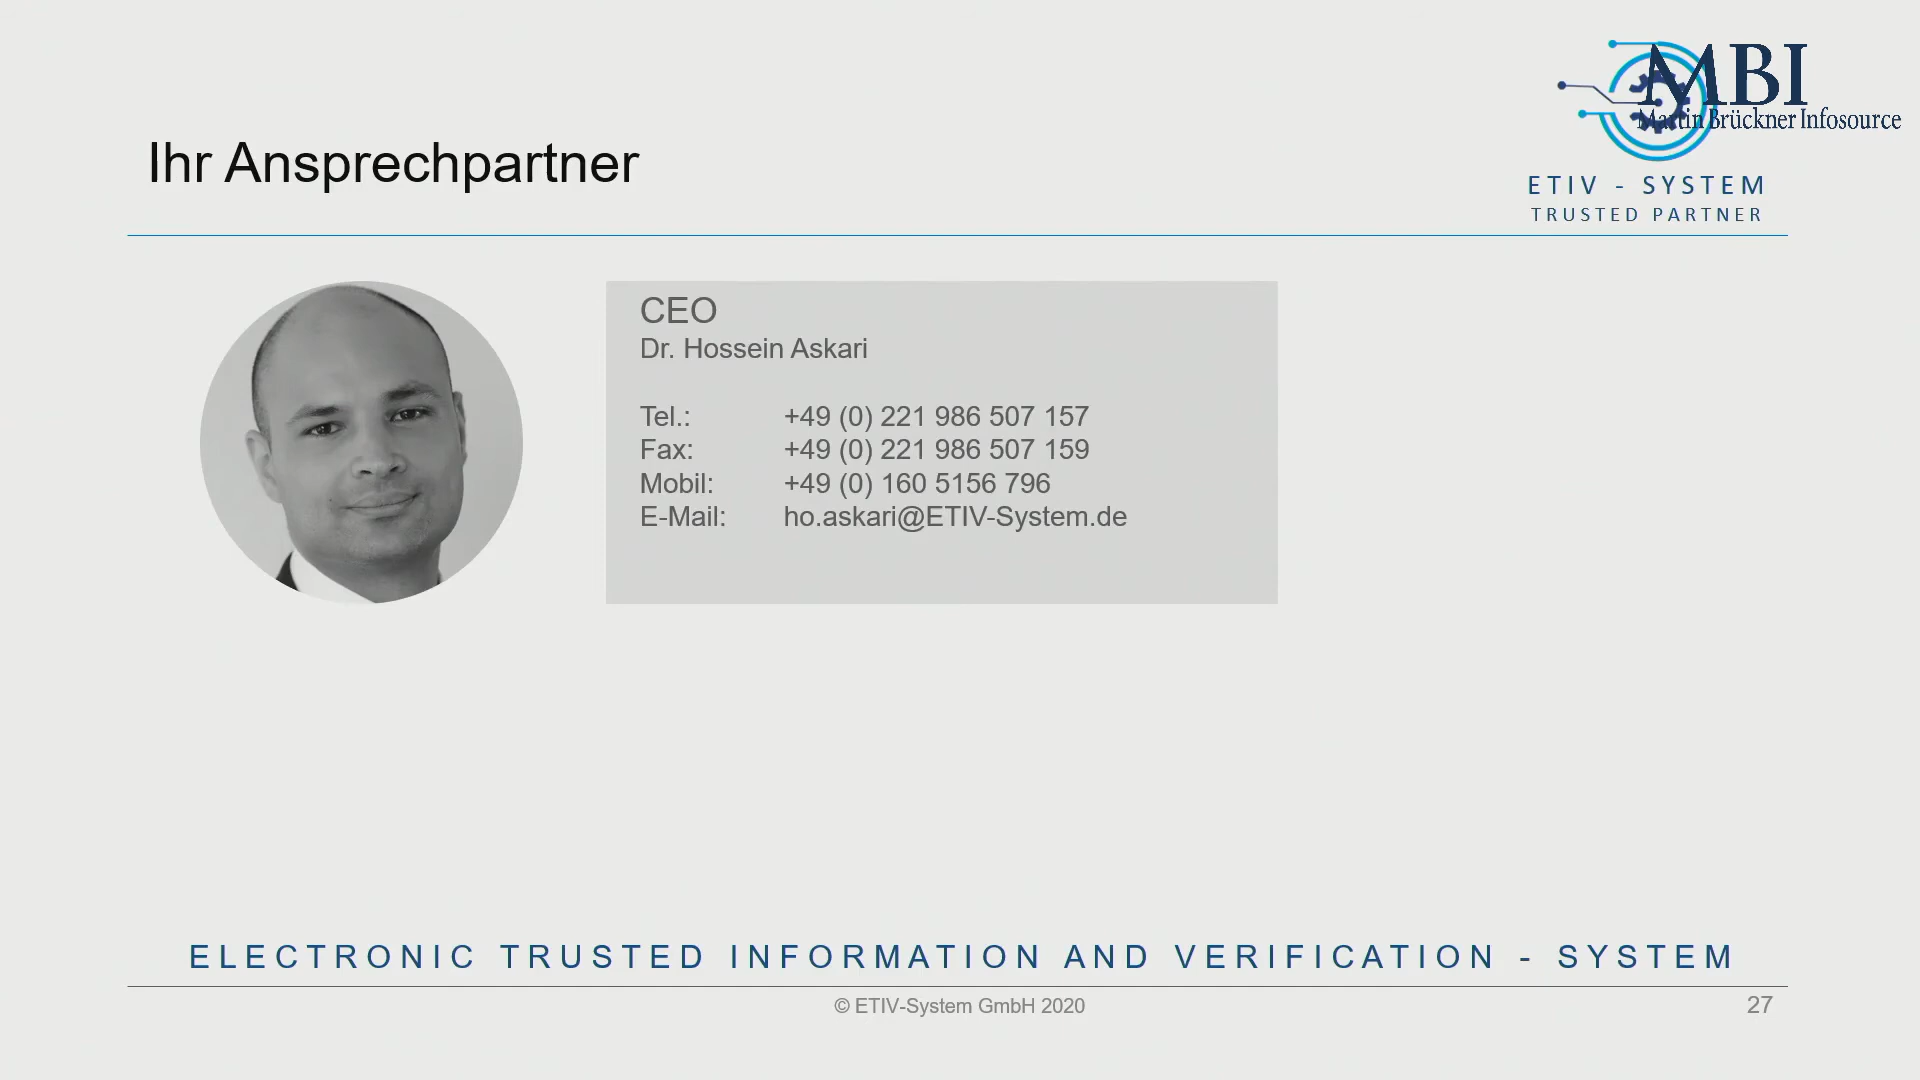 MBI
Martin Brückner Infosource
ETIV - SYSTEM
TRUSTED PARTNER
Ihr Ansprechpartner
CEO
Dr. Hossein Askari
Tel.: +49 (0) 221 986 507 157
Fax: +49 (0) 221 986 507 159
Mobil: +49 (0) 160 5156 796
E-Mail: ho.askari@ETIV-System.de
ELECTRONIC TRUSTED INFORMATION AND VERIFICATION - SYSTEM
© ETIV-System GmbH 2020
27